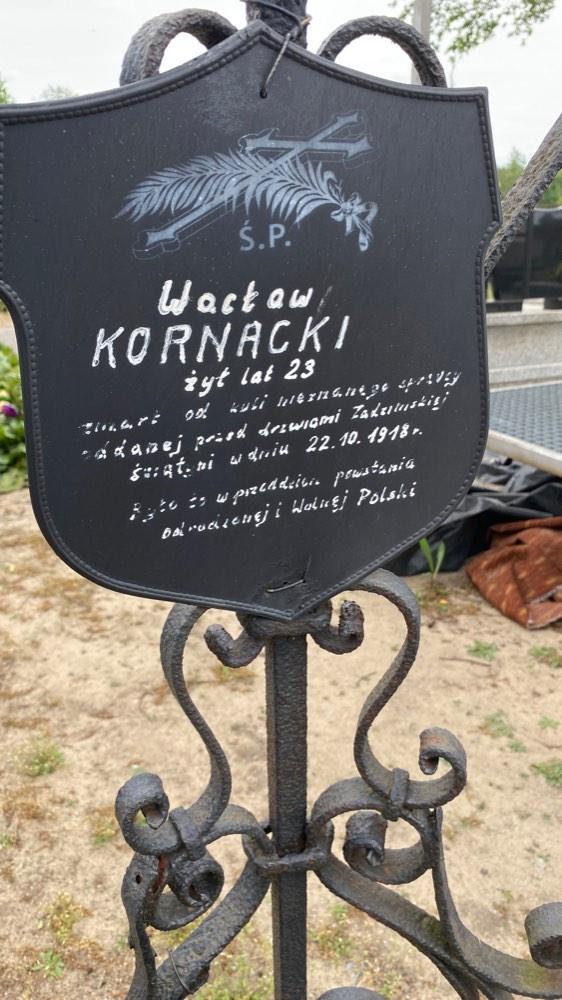 Ś.P.
Wacław
KORNACKI
żył lat 23
zmarł od kuli nieznanego sprawcy
oddanej przed drzwiami Zadzimskiej
świątyni w dniu 22.10.1918 r.
Było to w przeddzień powstania
odrodzonej i Wolnej Polski